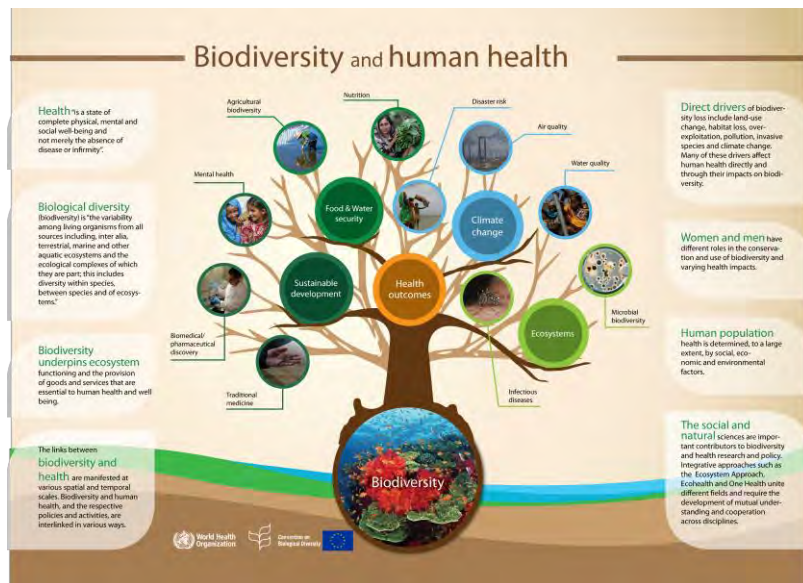 Biodiversity and human health
Health "is a state of
complete physical, mental and
social well-being and
not merely the absence of
disease or infirmity".
Biological diversity
(biodiversity) is "the variability
among living organisms from all
sources including, inter alia,
terrestrial, marine and other
aquatic ecosystems and the
ecological complexes of which
they are part; this includes
diversity within species,
between species and of ecosys-
tems."
Biodiversity
underpins ecosystem
functioning and the provision
of goods and services that are
essential to human health and well
being.
The links between
biodiversity and
health are manifested at
various spatial and temporal
scales. Biodiversity and human
health, and the respective
policies and activities, are
interlinked in various ways.
Agricultural
biodiversity
Nutrition
Disaster risk
Air quality
Water quality
Mental health
Food & Water
security
Climate
change
Sustainable
development
Health
outcomes
Ecosystems
Microbial
biodiversity
Biomedical/
pharmaceutical
discovery
Traditional
medicine
Infectious
diseases
Biodiversity
World Health
Organization
Convention on
Biological Diversity
Direct drivers of biodiver-
sity loss include land-use
change, habitat loss, over-
exploitation, pollution, invasive
species and climate change.
Many of these drivers affect
human health directly and
through their impacts on biodi-
versity.
Women and men have
different roles in the conserva-
tion and use of biodiversity and
varying health impacts.
Human population
health is determined, to a large
extent, by social, eco-
nomic and environmental
factors.
The social and
natural sciences are impor-
tant contributors to biodiversity
and health research and policy.
Integrative approaches such as
the Ecosystem Approach,
Ecohealth and One Health unite
different fields and require the
development of mutual under-
standing and cooperation
across disciplines.